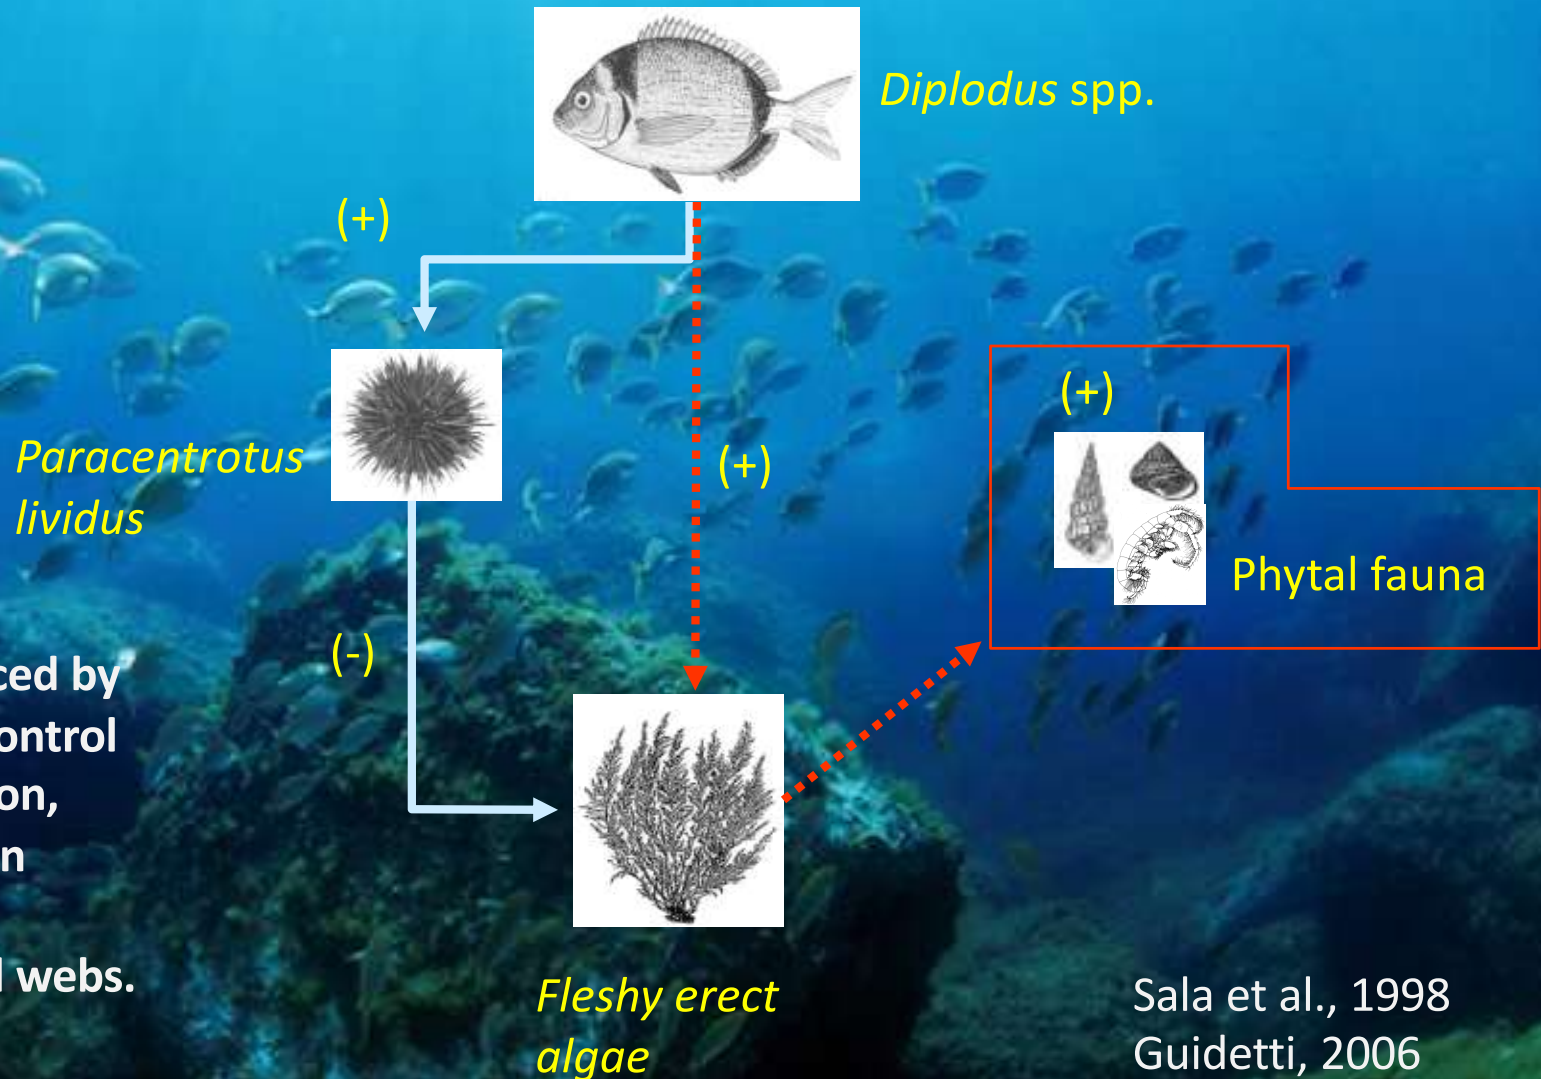 Diplodus spp.
(+)
(+)
Paracentrotus
lividus
(+)
Phytal fauna
(-)
ced by
ontrol
on,
n
l webs.
Fleshy erect
algae
Sala et al., 1998
Guidetti, 2006